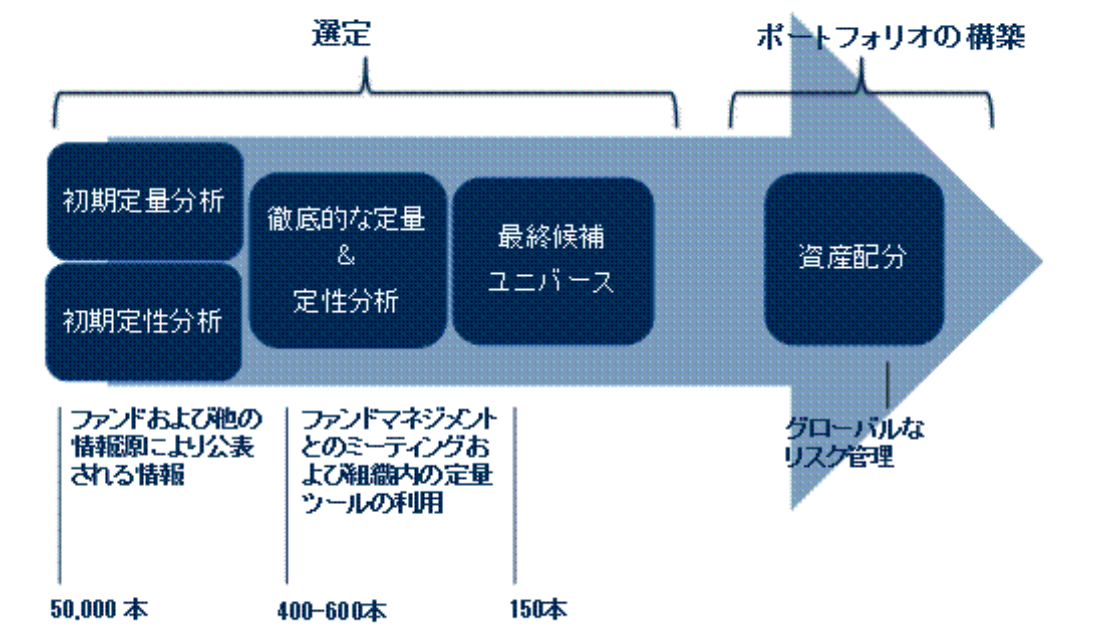 選定
ポートフォリオの構築
初期定量分析
初期定性分析
徹底的な定量
&
定性分析
最終候補
ユニバース
資産配分
ファンドおよび他の
情報源により公表
される情報
ファンドマネジメント
とのミーティングお
よび組織内の定量
ツールの利用
グローバルな
リスク管理
50,000 本
400-600本
150本